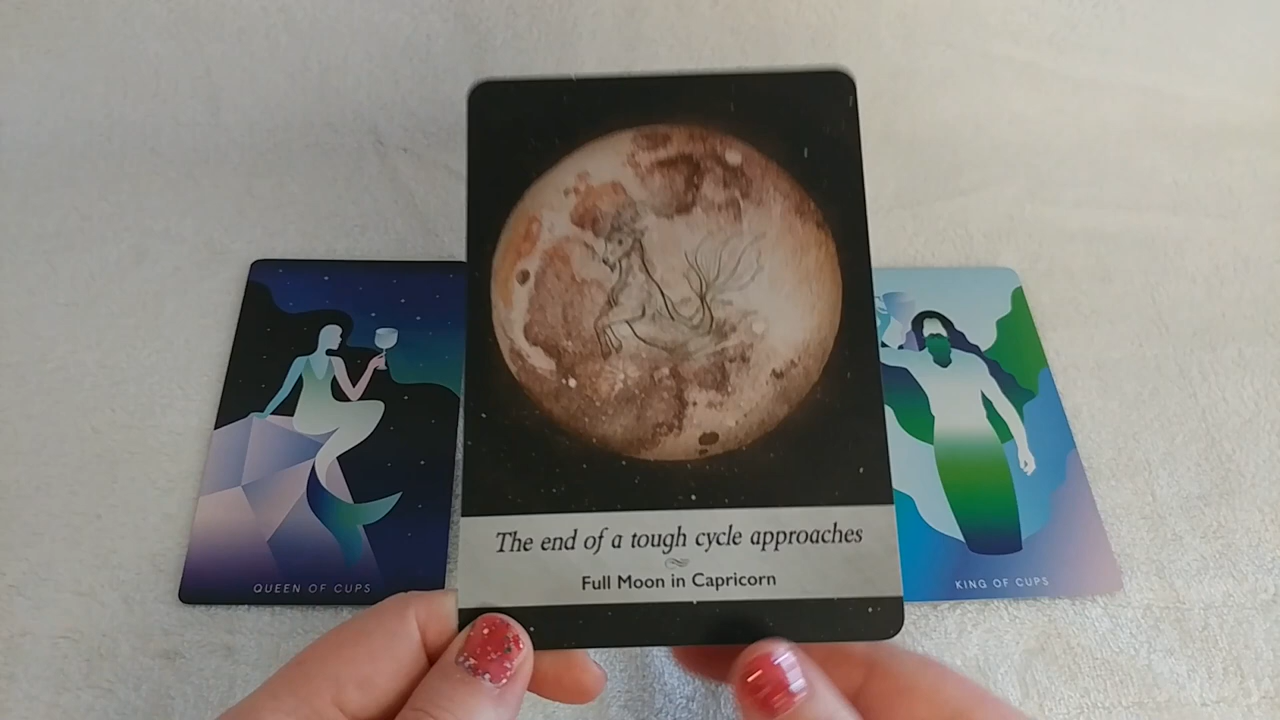 The end of a tough cycle approaches
Full Moon in Capricorn
QUEEN OF CUPS
KING OF CUPS